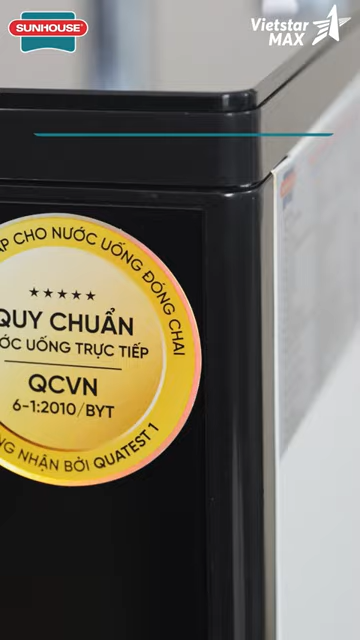 SUNHOUSE
Vietstar
MAX
CHO NƯỚC UỐNG ĐÓNG CHAI
QUY CHUẨN
UỐNG TRỰC TIẾP
QCVN
6-1:2010/BYT
NHẬN BỞI QUATEST 1
SUNHOUSE